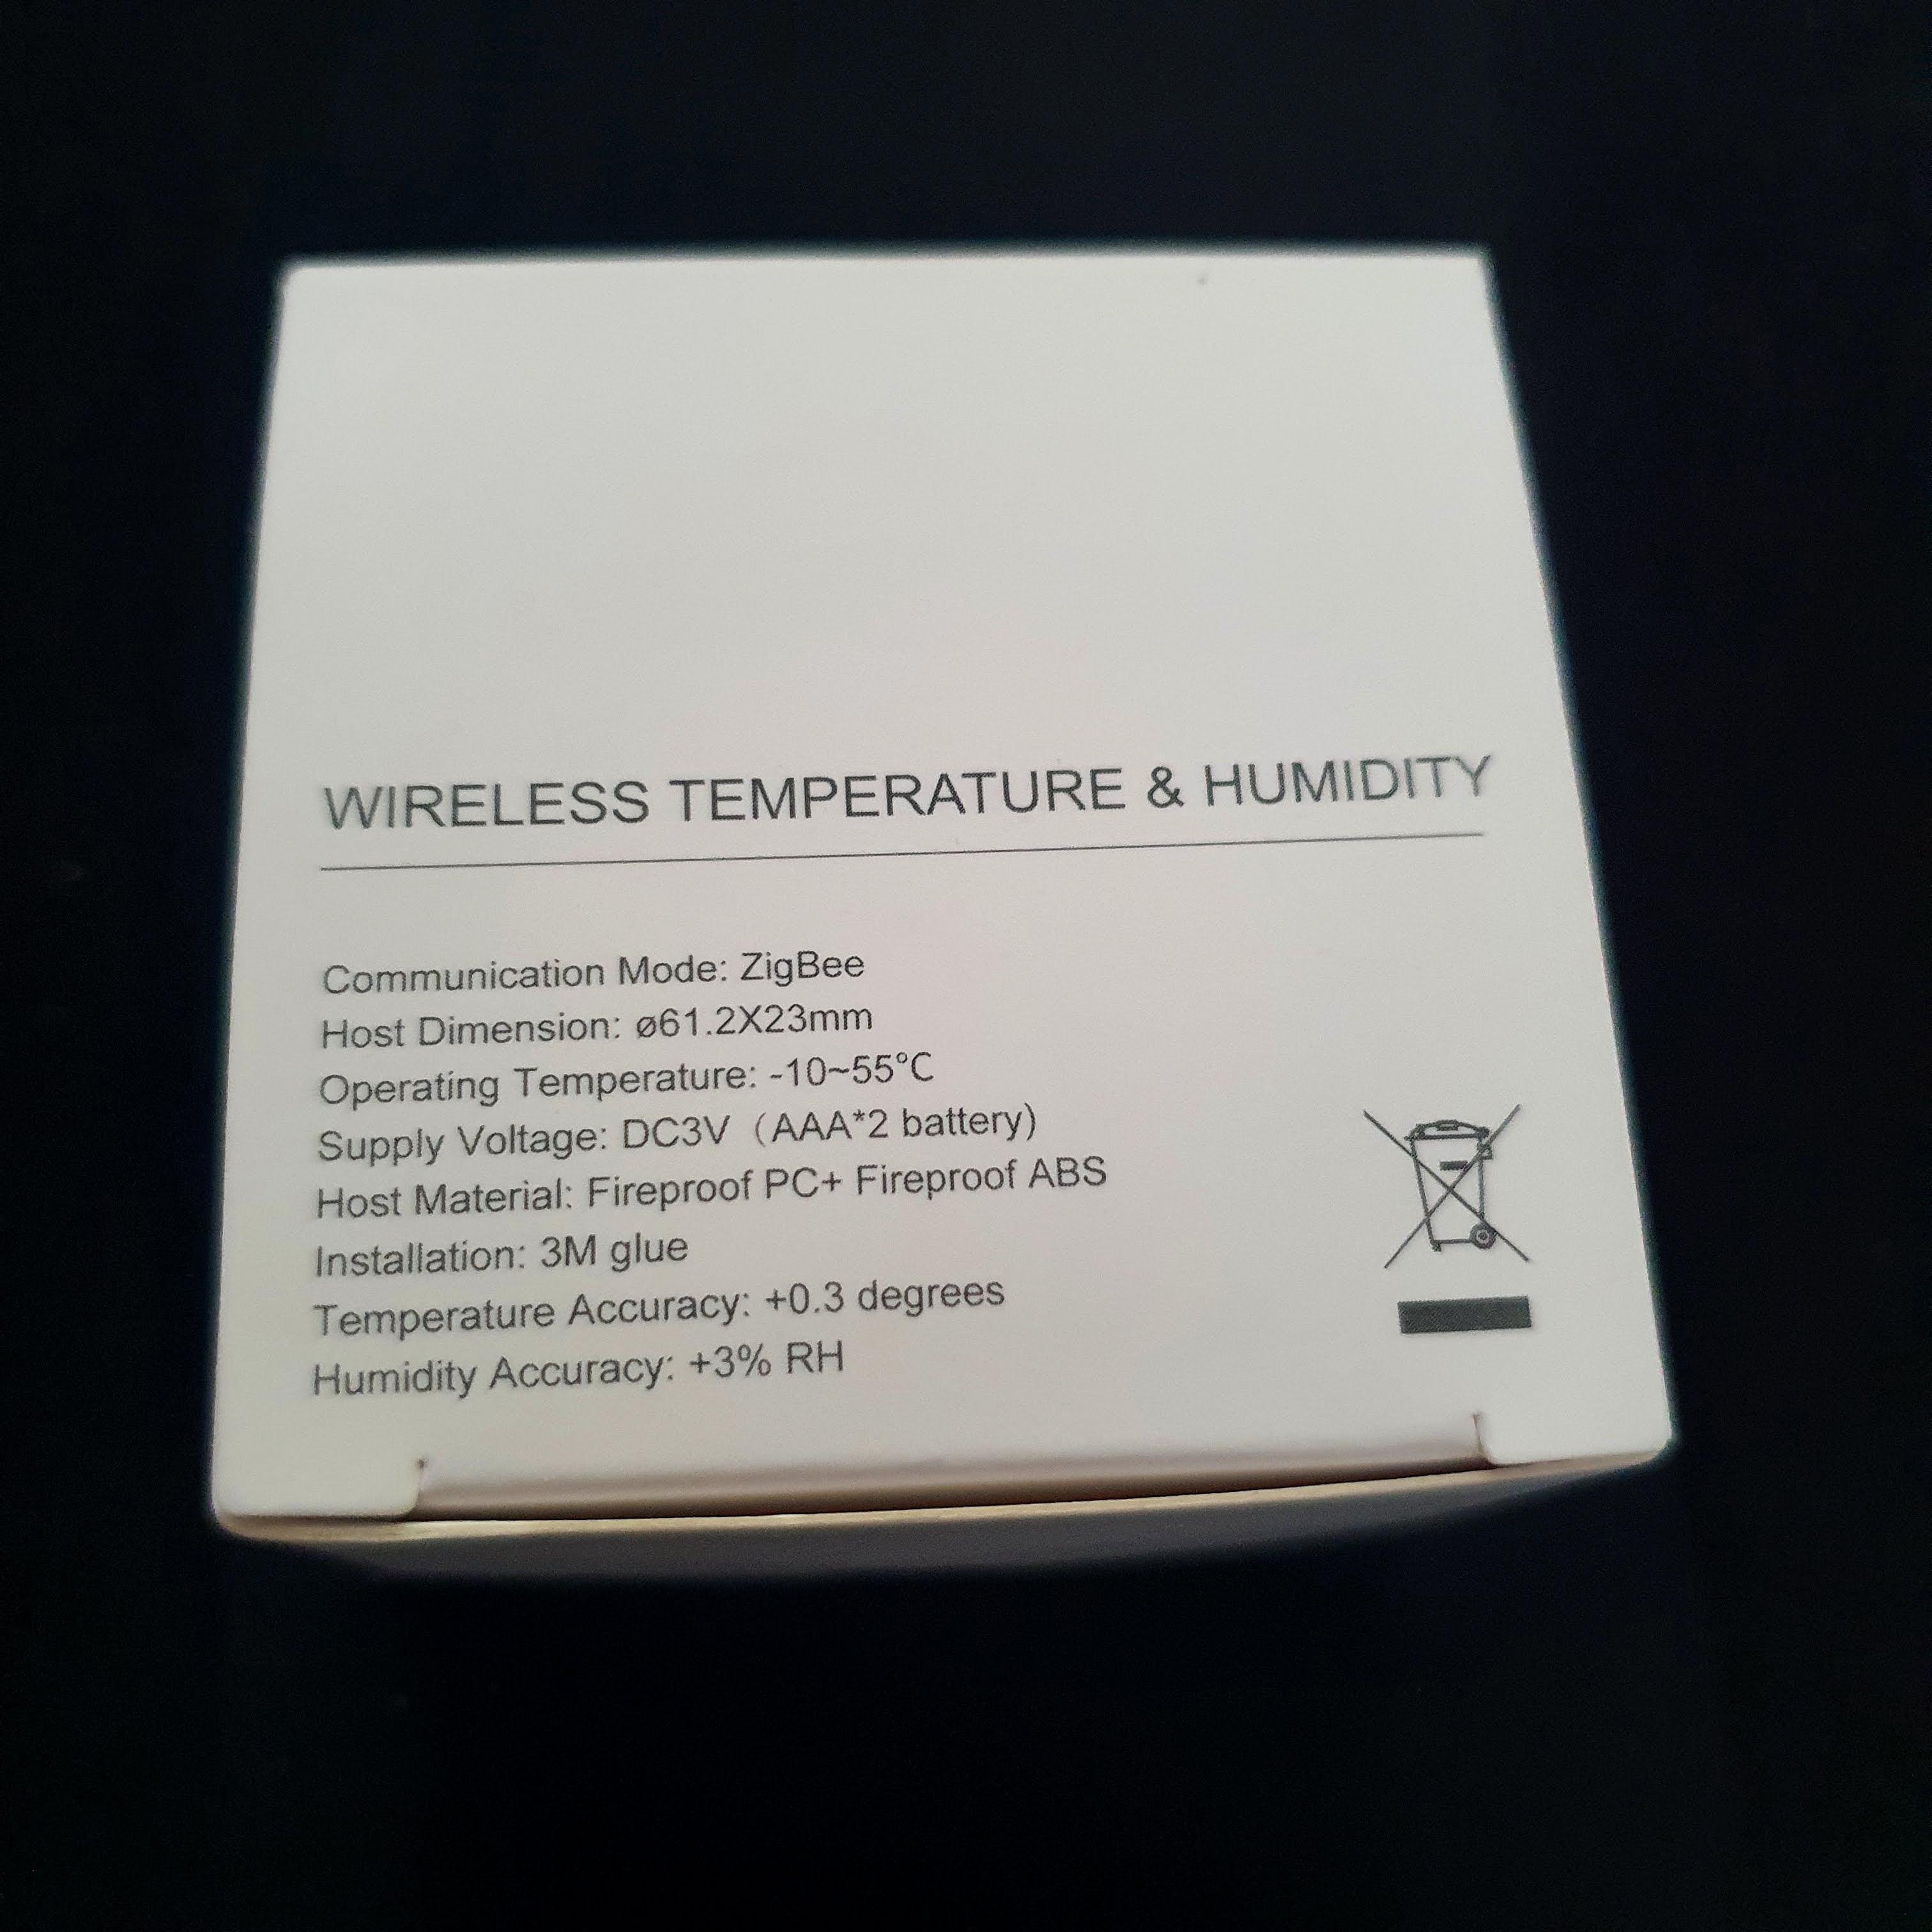 WIRELESS TEMPERATURE & HUMIDITY
Communication Mode: ZigBee
Host Dimension: ø61.2X23mm
Operating Temperature: -10~55℃
Supply Voltage: DC3V（AAA*2 battery)
Host Material: Fireproof PC+ Fireproof ABS
Installation: 3M glue
Temperature Accuracy: +0.3 degrees
Humidity Accuracy: +3% RH